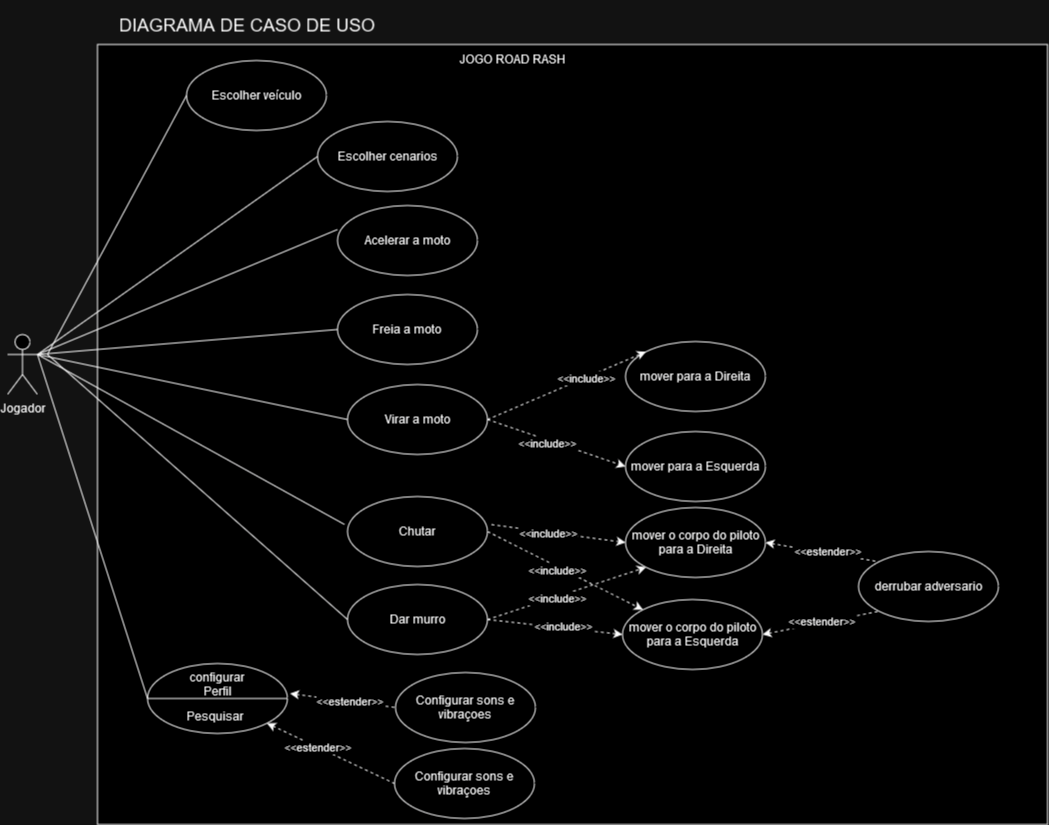 DIAGRAMA DE CASO DE USO
JOGO ROAD RASH
Escolher veículo
Escolher cenarios
Acelerar a moto
Freia a moto
Jogador
Virar a moto
<<include>>
mover para a Direita
<<include>>
mover para a Esquerda
Chutar
<<include>>
mover o corpo do piloto
para a Direita
<<estender>>
<<include>>
derrubar adversario
<<include>>
Dar murro
<<include>>
mover o corpo do piloto
para a Esquerda
<<estender>>
configurar
Perfil
Pesquisar
<<estender>>
Configurar sons e
vibraçoes
<<estender>>
Configurar sons e
vibraçoes